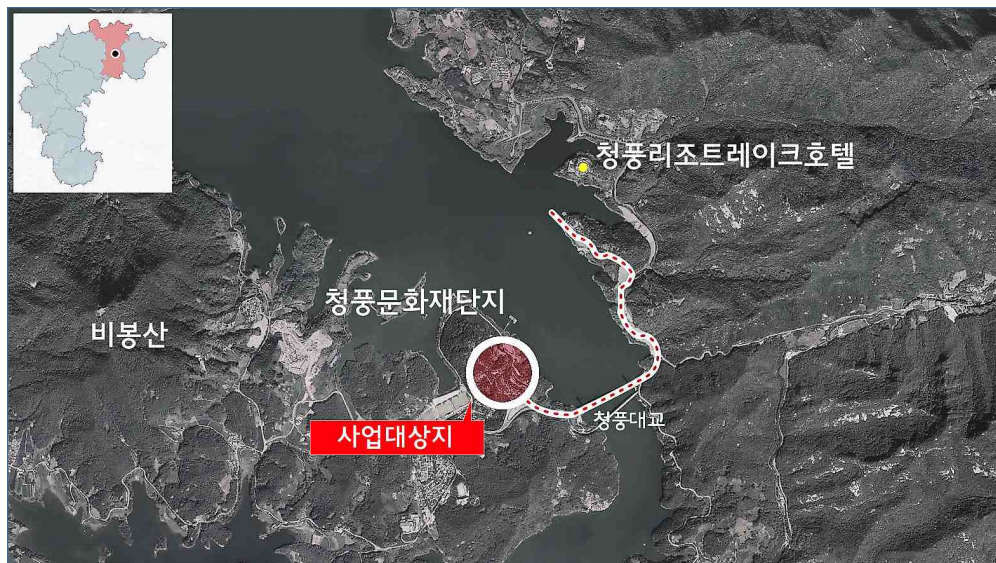 청풍리조트레이크호텔
청풍문화재단지
비봉산
청풍대교
사업대상지